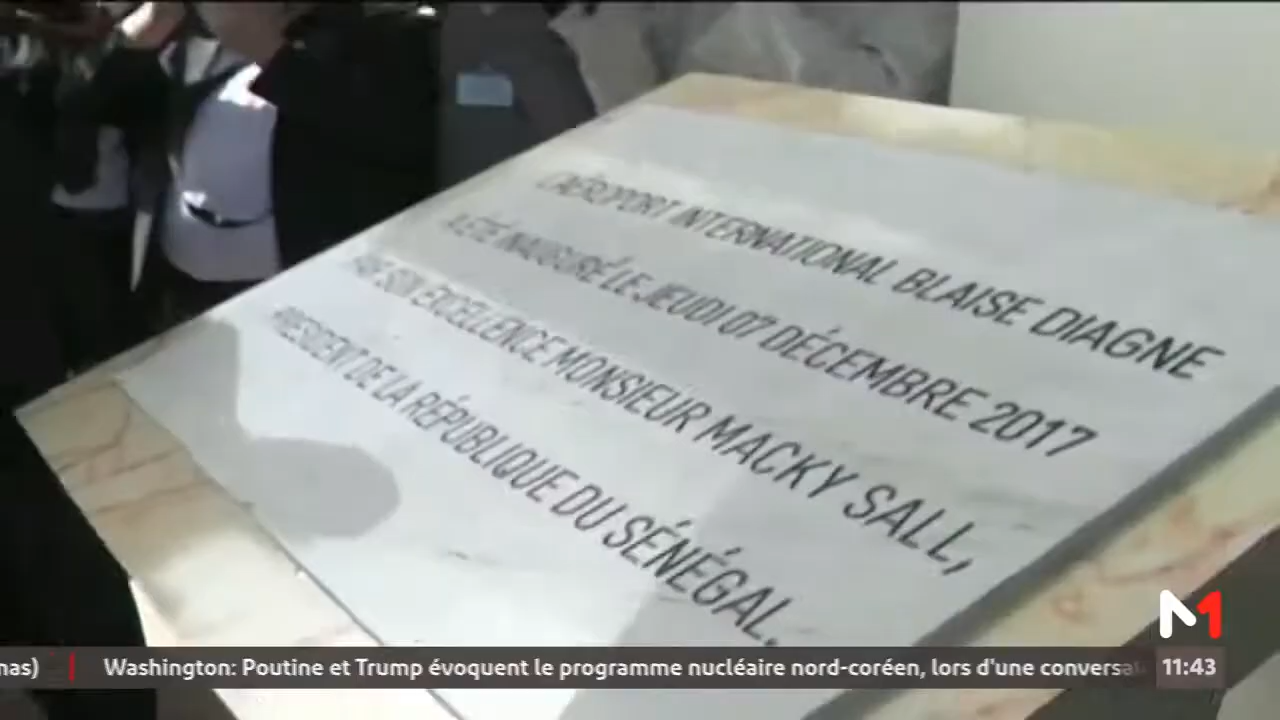 L'AÉROPORT INTERNATIONAL BLAISE DIAGNE
A ÉTÉ INAUGURÉ LE JEUDI 07 DÉCEMBRE 2017
PAR SON EXCELLENCE MONSIEUR MACKY SALL,
PRÉSIDENT DE LA RÉPUBLIQUE DU SÉNÉGAL.
M1
nas) Washington: Poutine et Trump évoquent le programme nucléaire nord-coréen, lors d'une conversa 11:43